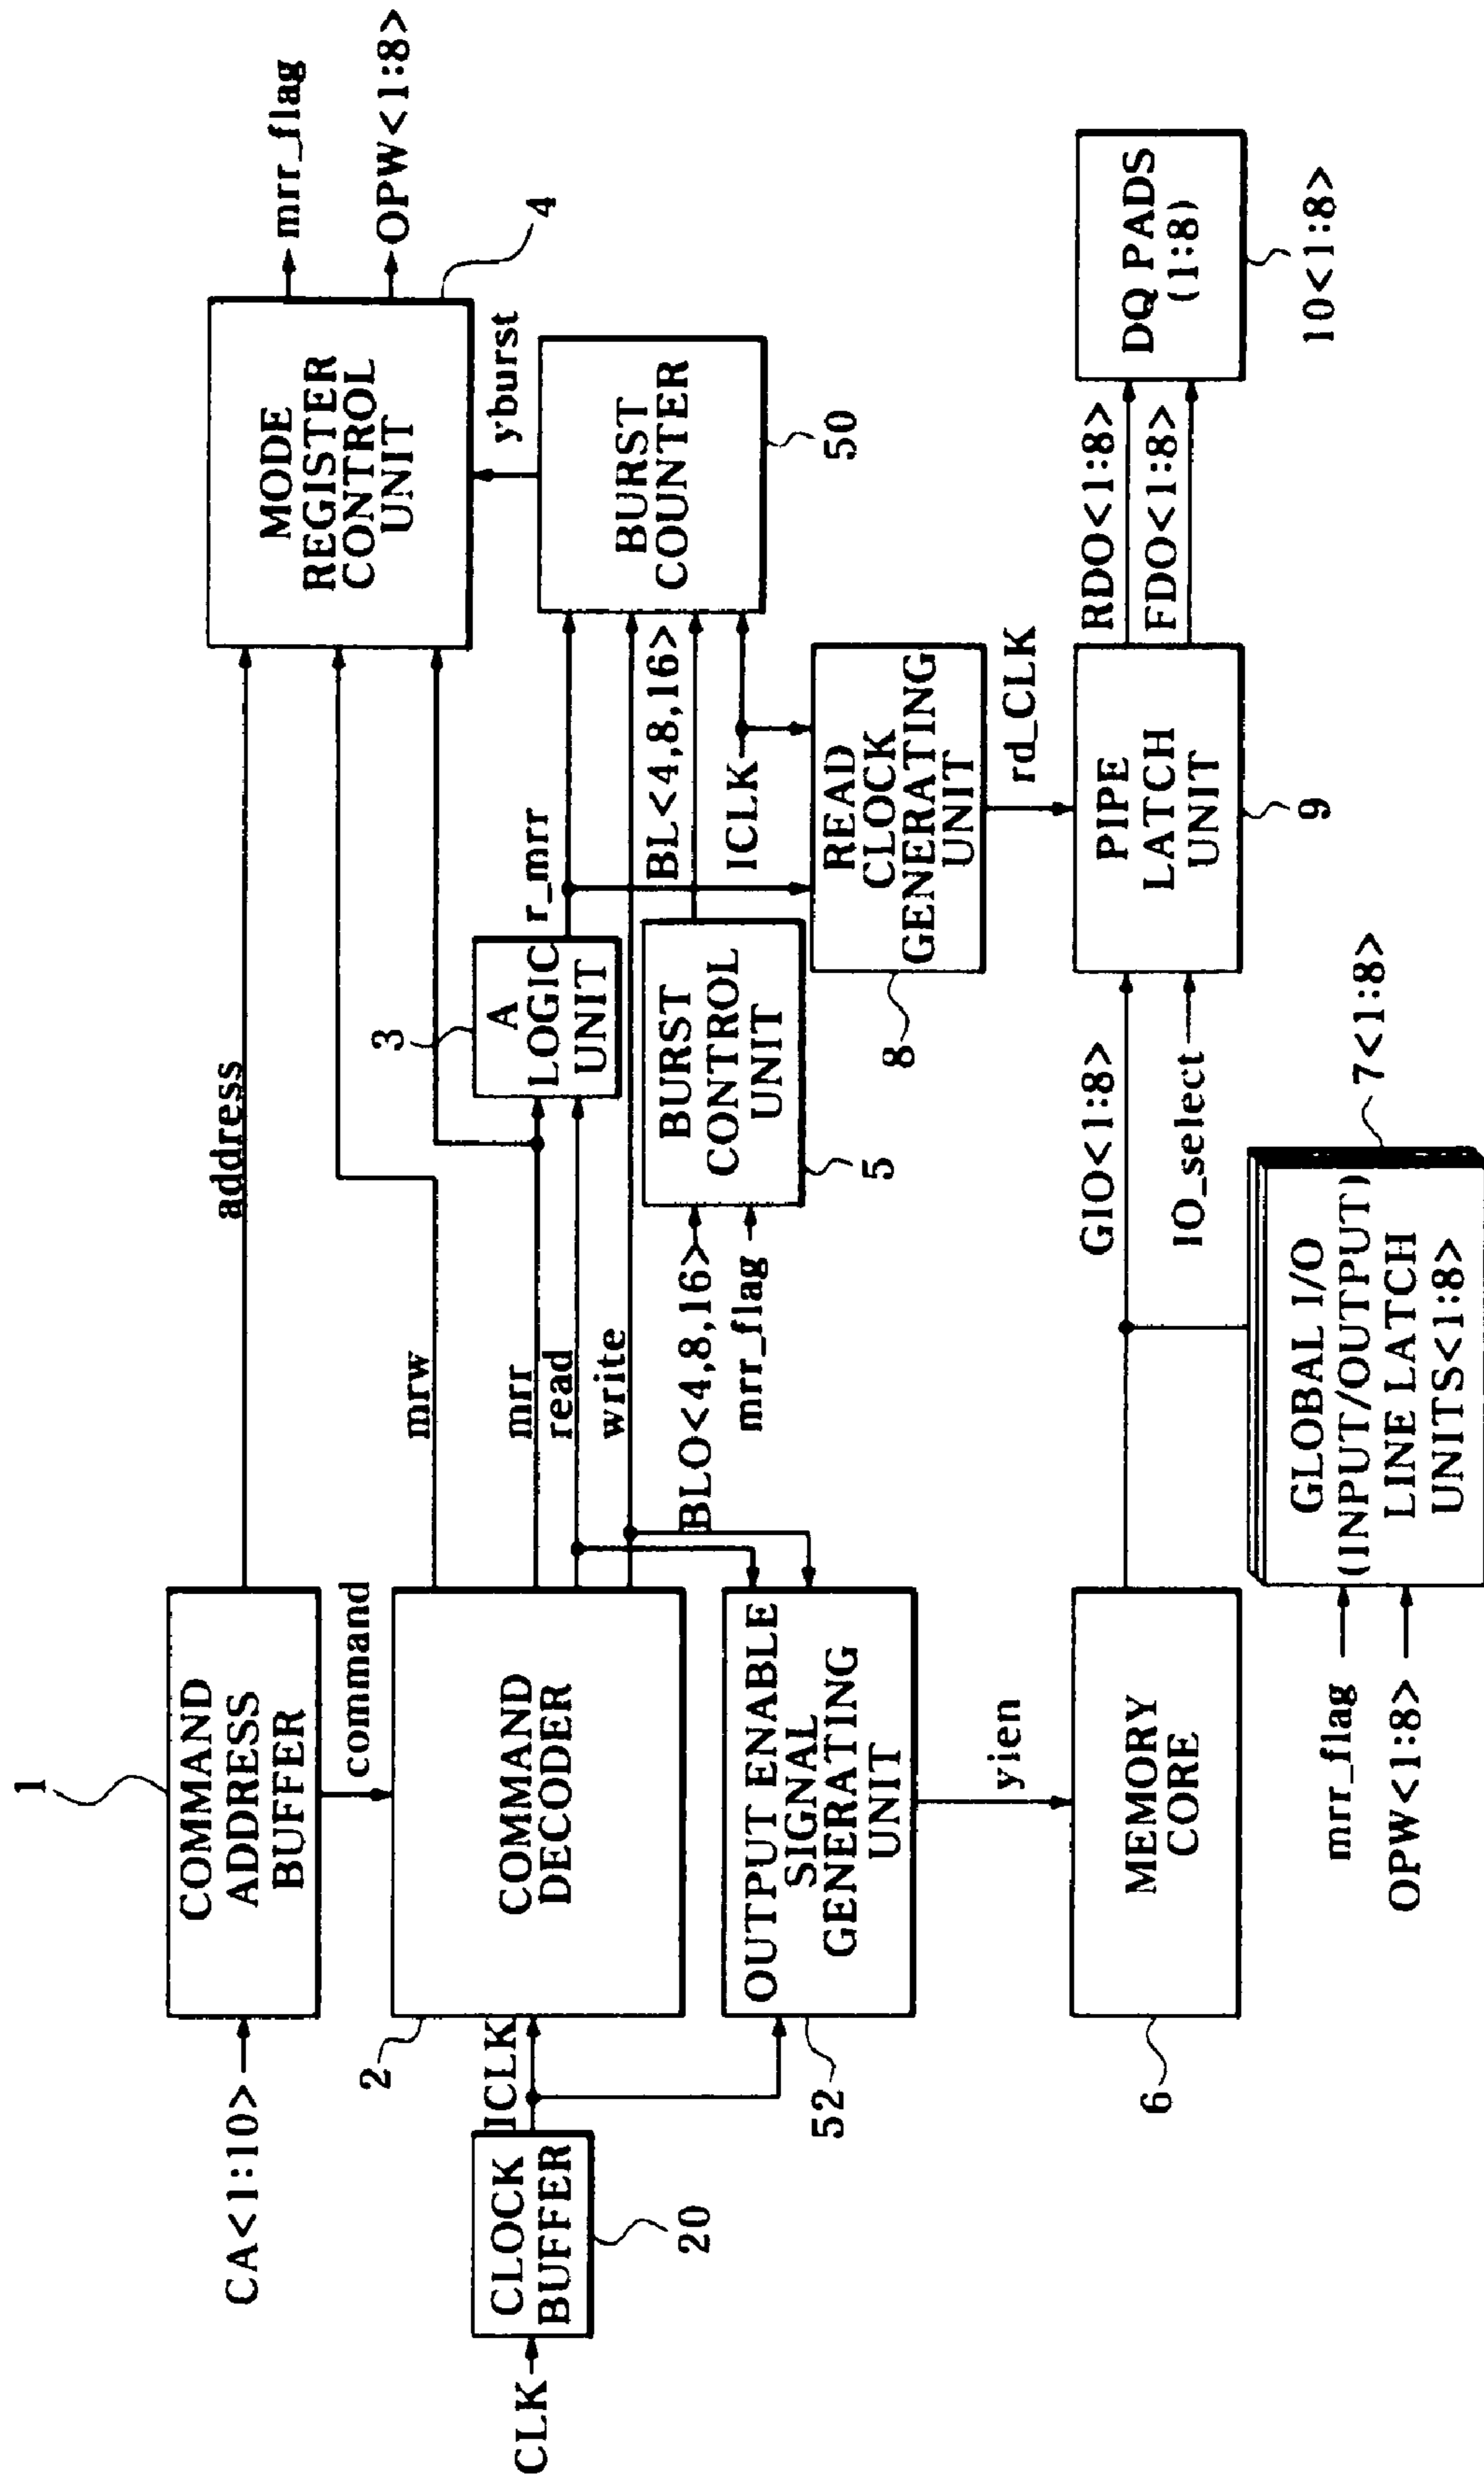 1
CA<1:10>
COMMAND
ADDRESS
BUFFER
address
MODE
REGISTER
CONTROL
UNIT
mrr_flag
OPW<1:8>
4
command
mrw
2
COMMAND
DECODER
mrr
read
write
3
A
LOGIC
UNIT
r_mrr
yburst
BURST
COUNTER
50
CLK
CLOCK
BUFFER
20
ICLK
BLO<4,8,16>
mrr_flag
BURST
CONTROL
UNIT
5
BL<4,8,16>
ICLK
OUTPUT ENABLE
SIGNAL
GENERATING
UNIT
52
READ
CLOCK
GENERATING
UNIT
8
yien
rd_CLK
MEMORY
CORE
6
GIO<1:8>
IO_select
PIPE
LATCH
UNIT
9
RDO<1:8>
FDO<1:8>
DQ PADS
(1:8)
10<1:8>
mrr_flag
OPW<1:8>
GLOBAL I/O
(INPUT/OUTPUT)
LINE LATCH
UNITS<1:8>
7<1:8>